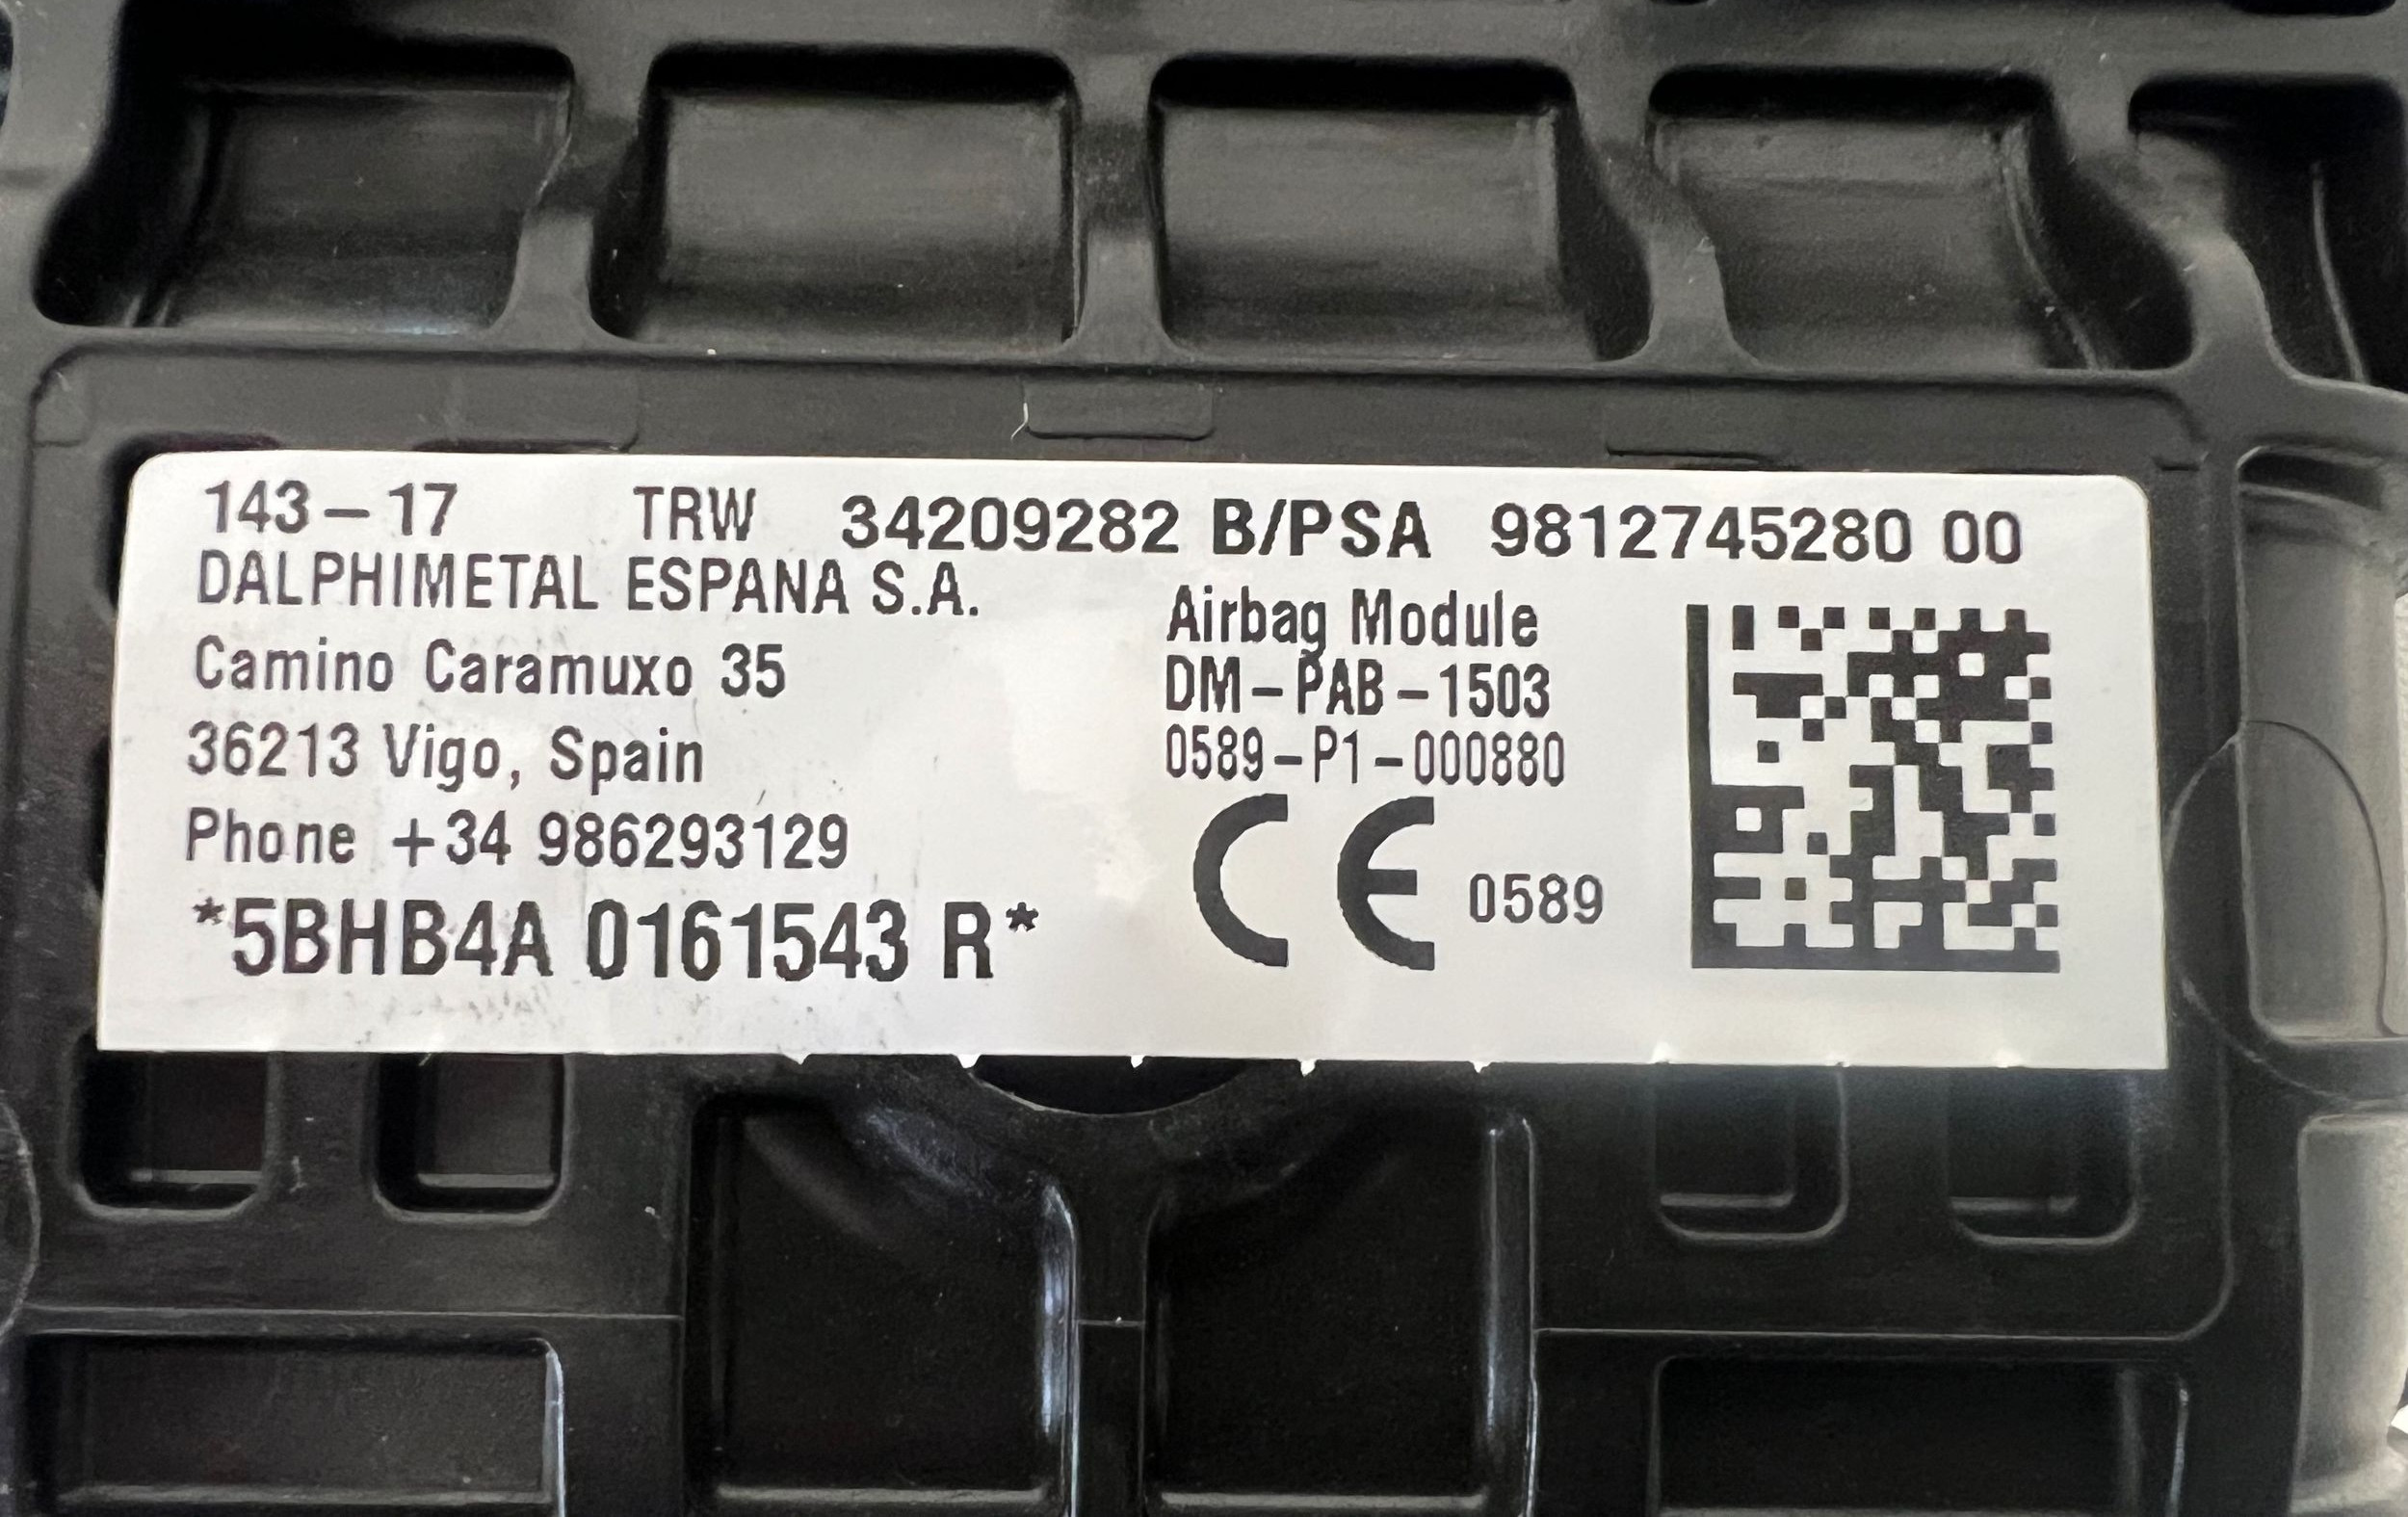 143-17 TRW 34209282 B/PSA 9812745280 00
DALPHIMETAL ESPANA S.A.
Camino Caramuxo 35
36213 Vigo, Spain
Phone +34 986293129
*5BHB4A 0161543 R*
Airbag Module
DM-PAB-1503
0589-P1-000880
CE 0589